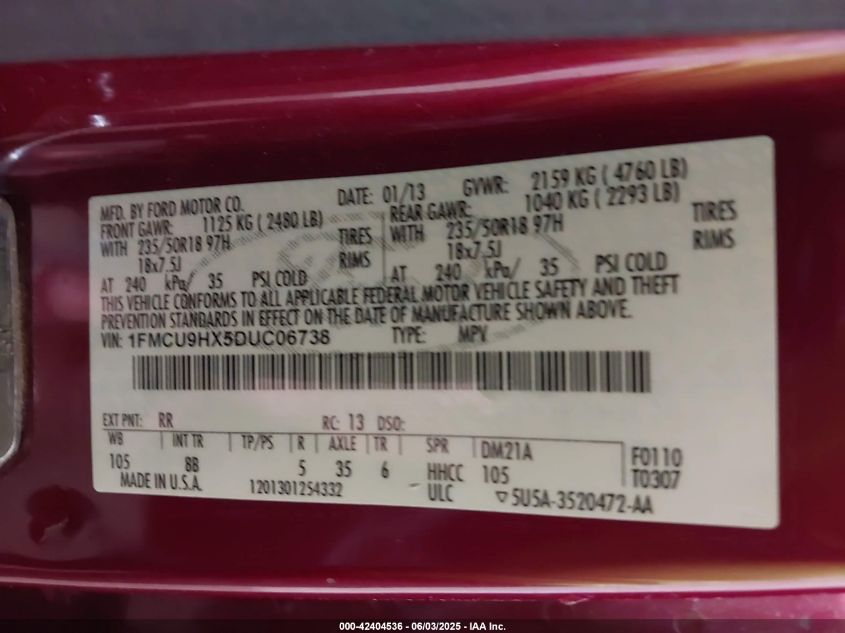 MFD. BY FORD MOTOR CO. DATE: 01/13 GVWR: 2159 KG ( 4760 LB)
FRONT GAWR: 1125 KG ( 2480 LB) REAR GAWR: 1040 KG ( 2293 LB)
WITH 235/50R18 97H TIRES WITH 235/50R18 97H TIRES
18x7.5J RIMS 18x7.5J RIMS
AT 240 kPa/ 35 PSI COLD AT 240 kPa/ 35 PSI COLD
THIS VEHICLE CONFORMS TO ALL APPLICABLE FEDERAL MOTOR VEHICLE SAFETY AND THEFT
PREVENTION STANDARDS IN EFFECT ON THE DATE OF MANUFACTURE SHOWN ABOVE.
VIN: 1FMCU9HX5DUC06738 TYPE: MPV
EXT PNT: RR RC: 13 DSO:
WB INT TR TP/PS R AXLE TR SPR DM21A F0110
105 8B 5 35 6 HHCC 105 T0307
MADE IN U.S.A. 1201301254332 ULC ▽5U5A-3520472-AA
000-42404536 - 06/03/2025 - IAA Inc.